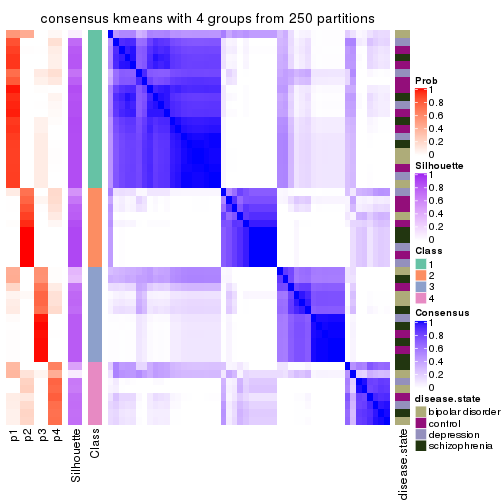 consensus kmeans with 4 groups from 250 partitions
Prob
1
0.8
0.6
0.4
0.2
0
Silhouette
1
0.8
0.6
0.4
0.2
0
Class
1
2
3
4
Consensus
1
0.8
0.6
0.4
0.2
0
disease.state
bipolar disorder
control
depression
schizophrenia
p1
p2
p3
p4
Silhouette
Class
disease.state